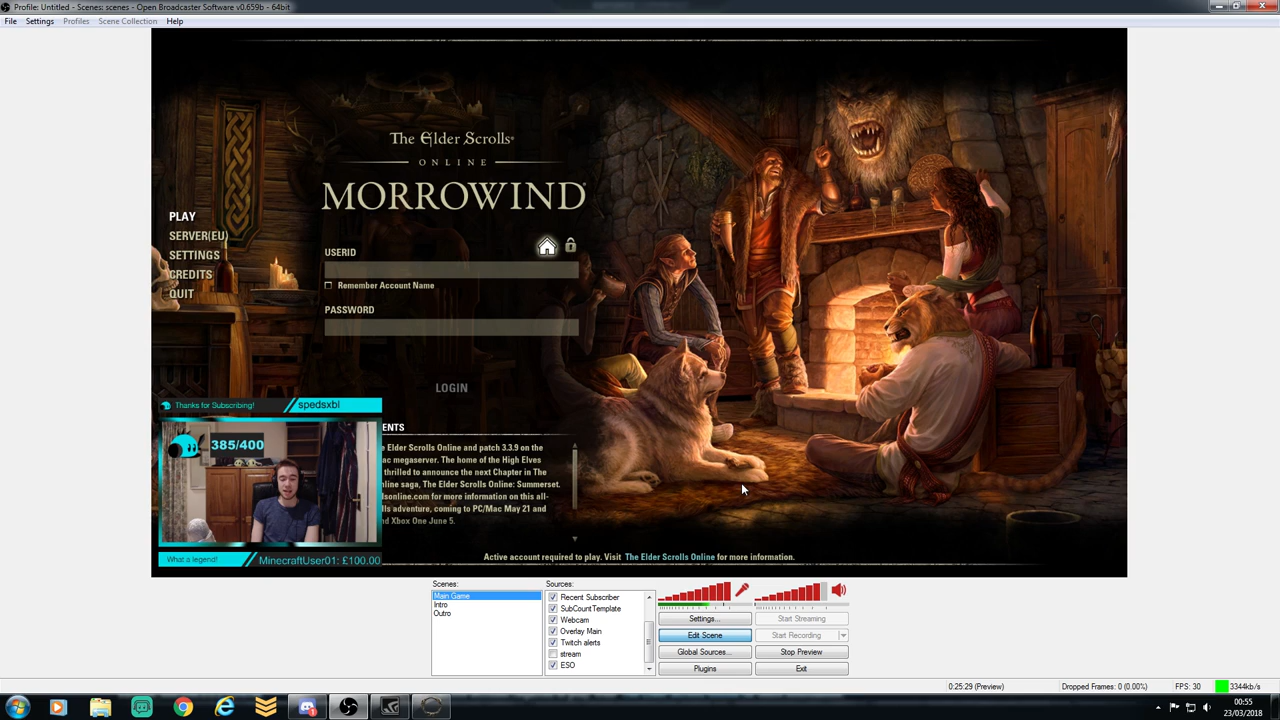 Profile: Untitled - Scenes: scenes - Open Broadcaster Software v0.659b - 64bit
File Settings Profiles Scene Collection Help
The Elder Scrolls
ONLINE
MORROWIND
PLAY
SERVER(EU)
SETTINGS
CREDITS
QUIT
USERID
Remember Account Name
PASSWORD
LOGIN
Thanks for Subscribing! spedsxbl
385/400
What a legend! MinecraftUser01: £100.00
ENTS
e Elder Scrolls Online and patch 3.3.9 on the
ac megaserver. The home of the High Elves
thrilled to announce the next Chapter in The
nline saga, The Elder Scrolls Online: Summerset.
lsonline.com for more information on this all-
lls adventure, coming to PC/Mac May 21 and
nd Xbox One June 5.
Active account required to play. Visit The Elder Scrolls Online for more information.
Scenes:
Main Game
Intro
Outro
Sources:
Recent Subscriber
SubCountTemplate
Webcam
Overlay Main
Twitch alerts
stream
ESO
Settings... Start Streaming
Edit Scene Start Recording
Global Sources... Stop Preview
Plugins Exit
0:25:29 (Preview) Dropped Frames: 0 (0.00%) FPS: 30 3344kb/s
00:55
23/03/2018